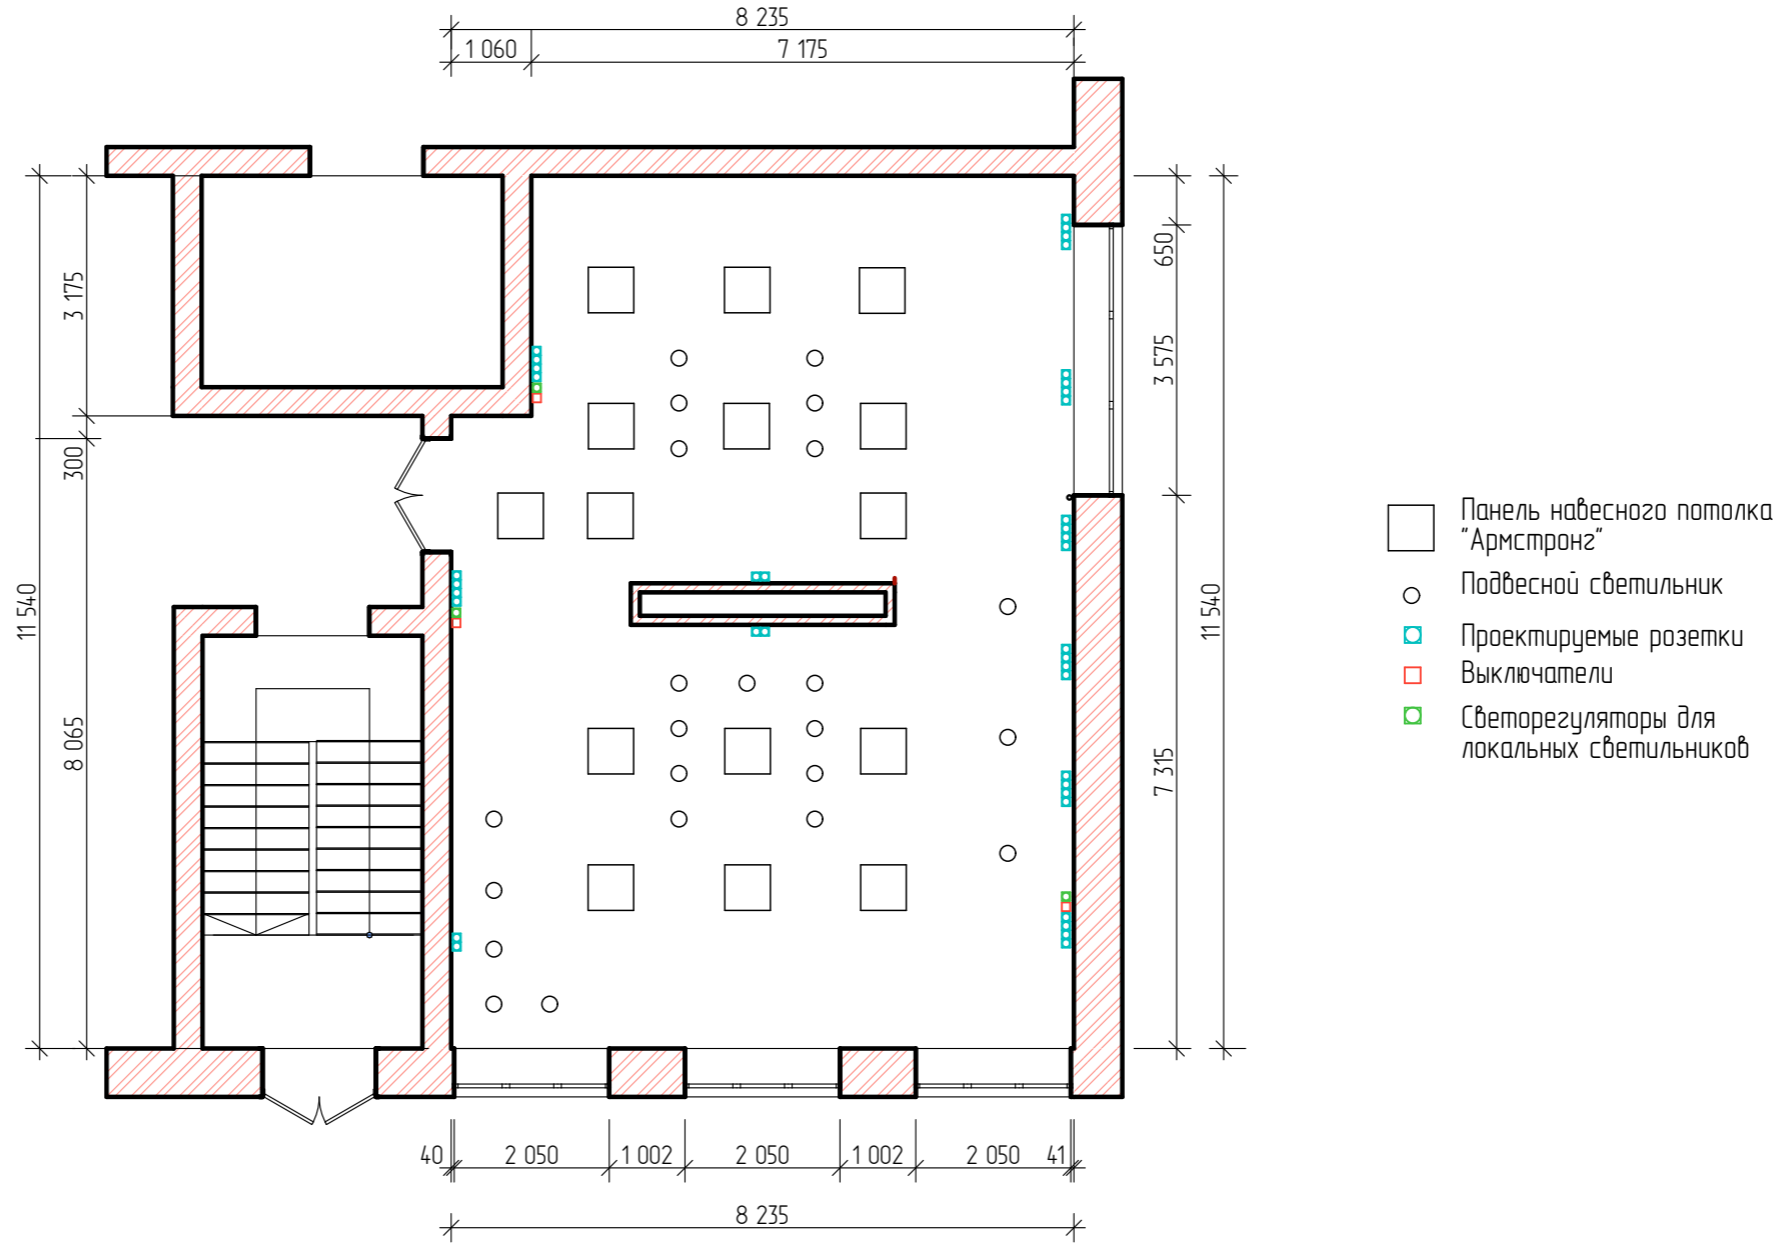 8 235
1 060
7 175
3 175
300
11 540
8 065
650
3 575
11 540
7 315
Панель навесного потолка
"Армстронг"
Подвесной светильник
Проектируемые розетки
Выключатели
Светорегуляторы для
локальных светильников
40
2 050
1 002
2 050
1 002
2 050
41
8 235